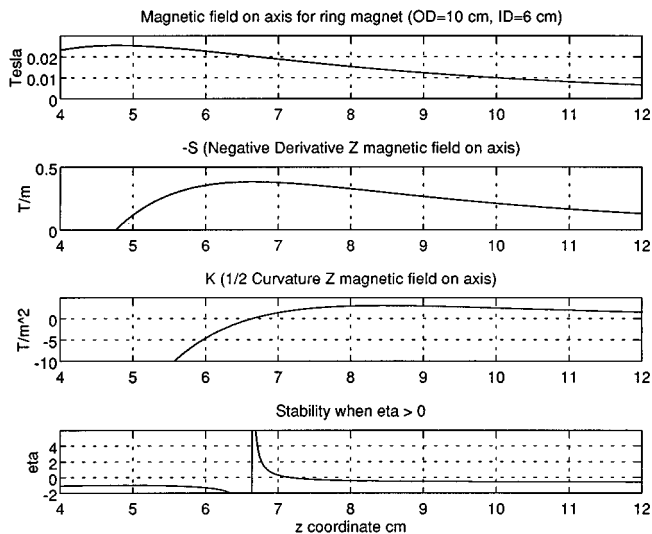 Magnetic field on axis for ring magnet (OD=10 cm, ID=6 cm)
Tesla
0.02
0.01
0
4 5 6 7 8 9 10 11 12
-S (Negative Derivative Z magnetic field on axis)
T/m
0.5
0
4 5 6 7 8 9 10 11 12
K (1/2 Curvature Z magnetic field on axis)
T/m^2
0
-5
-10
4 5 6 7 8 9 10 11 12
Stability when eta > 0
eta
4
2
0
-2
4 5 6 7 8 9 10 11 12
z coordinate cm